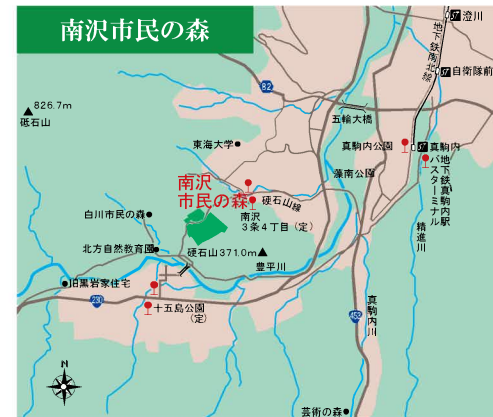 南沢市民の森
澄川
地下鉄南北線
自衛隊前
82
826.7m
砥石山
五輪大橋
東海大学
真駒内公園
真駒内
地下鉄真駒内駅
バスターミナル
藻南公園
南沢
市民の森
硬石山線
南沢
3条4丁目(定)
白川市民の森
精進川
北方自然教育園
硬石山371.0m
豊平川
旧黒岩家住宅
230
十五島公園
(定)
453
真駒内川
N
芸術の森